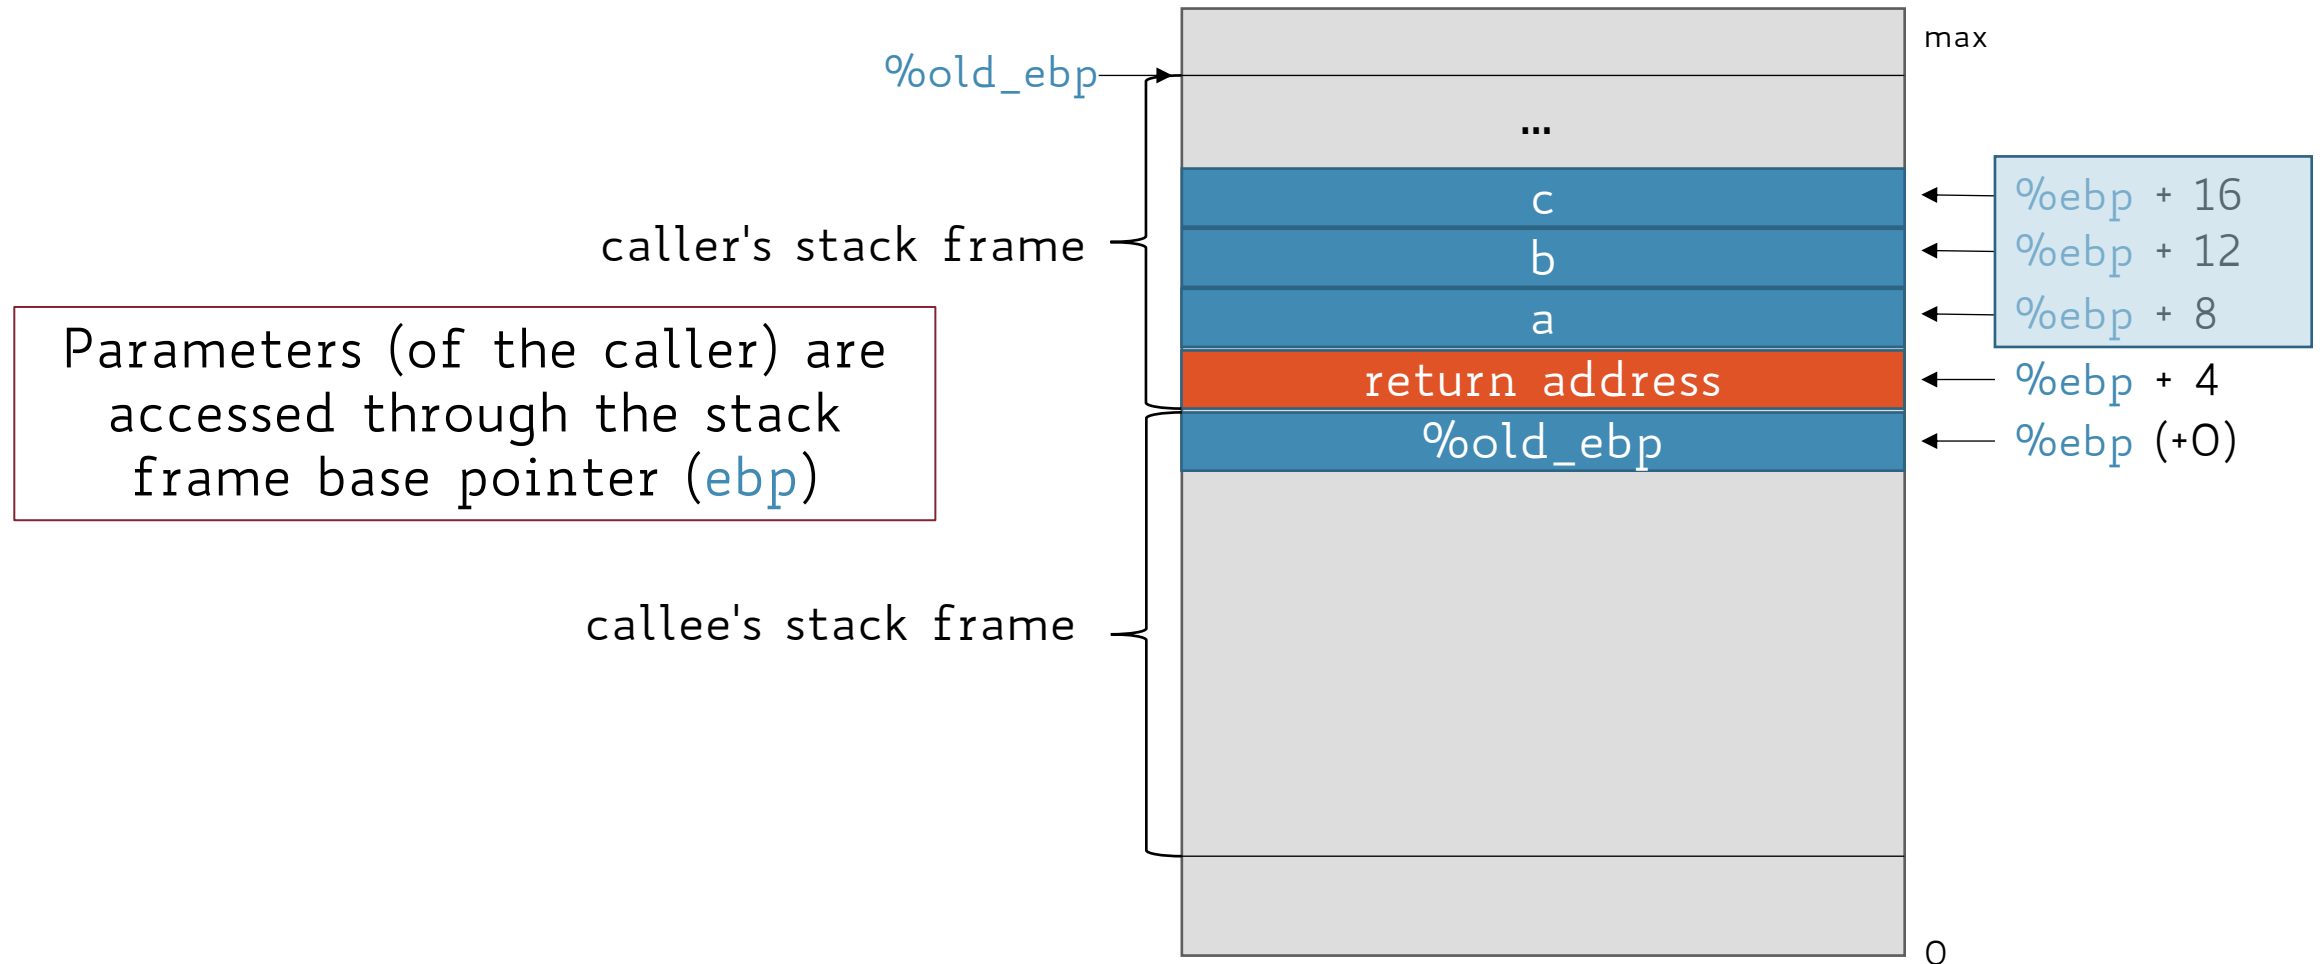 max
%old_ebp
...
c
%ebp + 16
b
%ebp + 12
caller's stack frame
a
%ebp + 8
return address
%ebp + 4
%old_ebp
%ebp (+0)
Parameters (of the caller) are
accessed through the stack
frame base pointer (ebp)
callee's stack frame
0